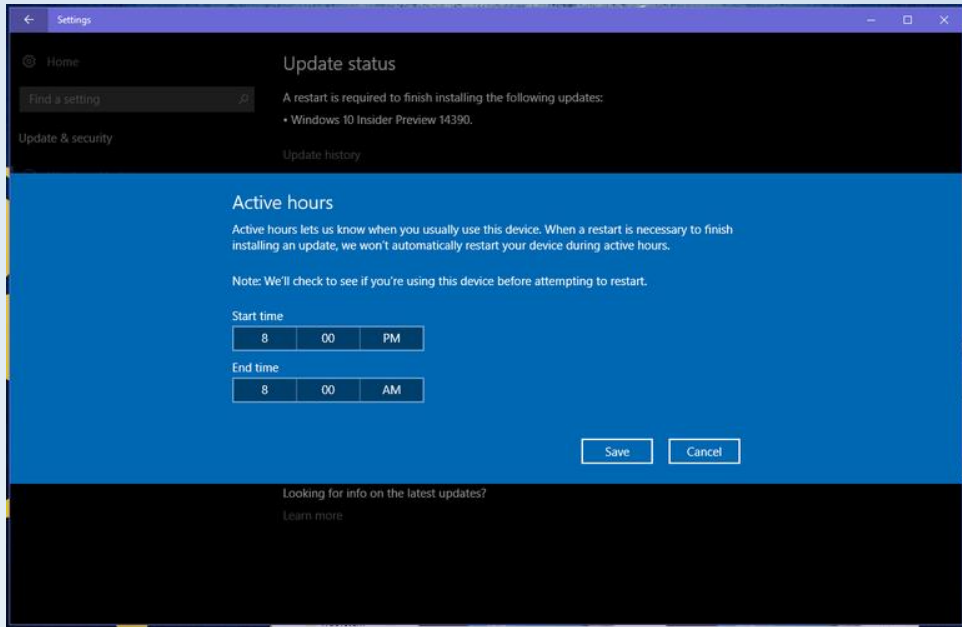 Settings
Home
Find a setting
Update & security
Update status
A restart is required to finish installing the following updates:
• Windows 10 Insider Preview 14390.
Update history
Active hours
Active hours lets us know when you usually use this device. When a restart is necessary to finish
installing an update, we won't automatically restart your device during active hours.
Note: We'll check to see if you're using this device before attempting to restart.
Start time
8 00 PM
End time
8 00 AM
Save Cancel
Looking for info on the latest updates?
Learn more